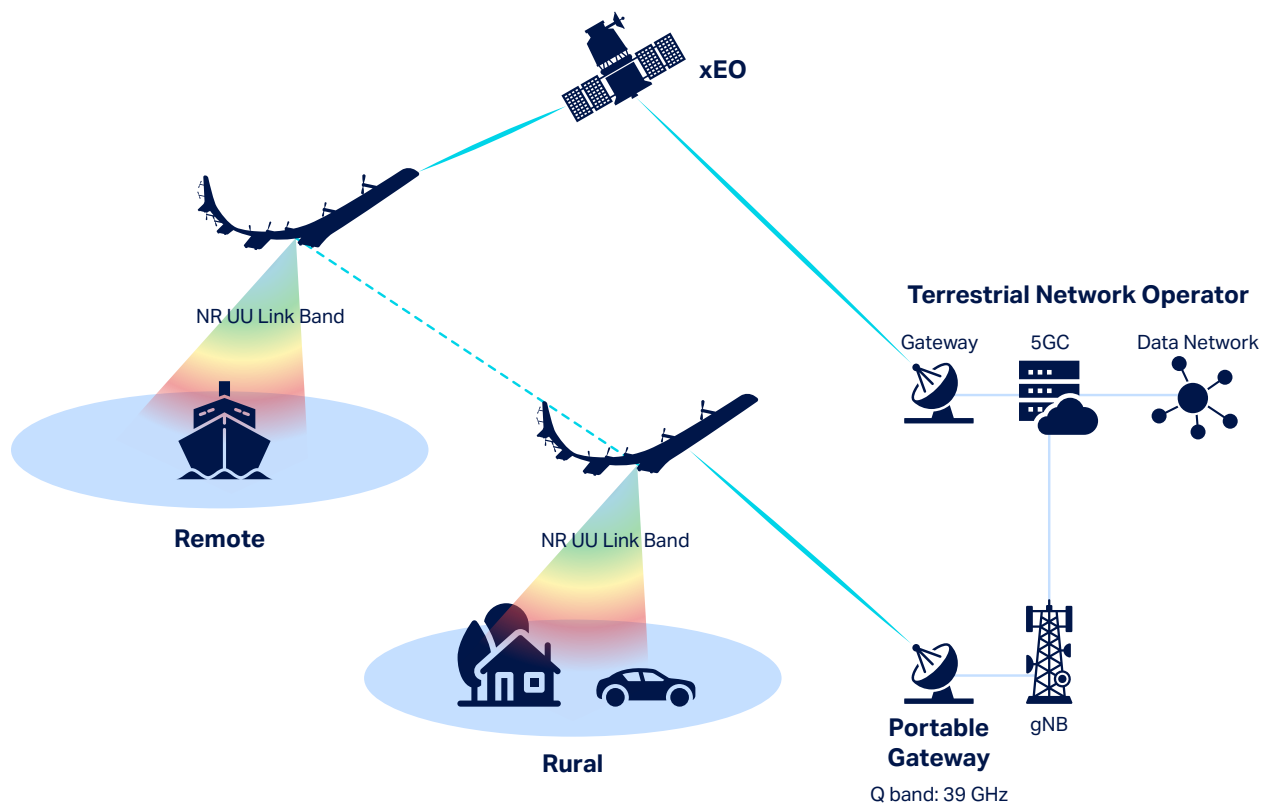 xEO
NR UU Link Band
Terrestrial Network Operator
Gateway
5GC
Data Network
Remote
NR UU Link Band
Rural
Portable
Gateway
gNB
Q band: 39 GHz